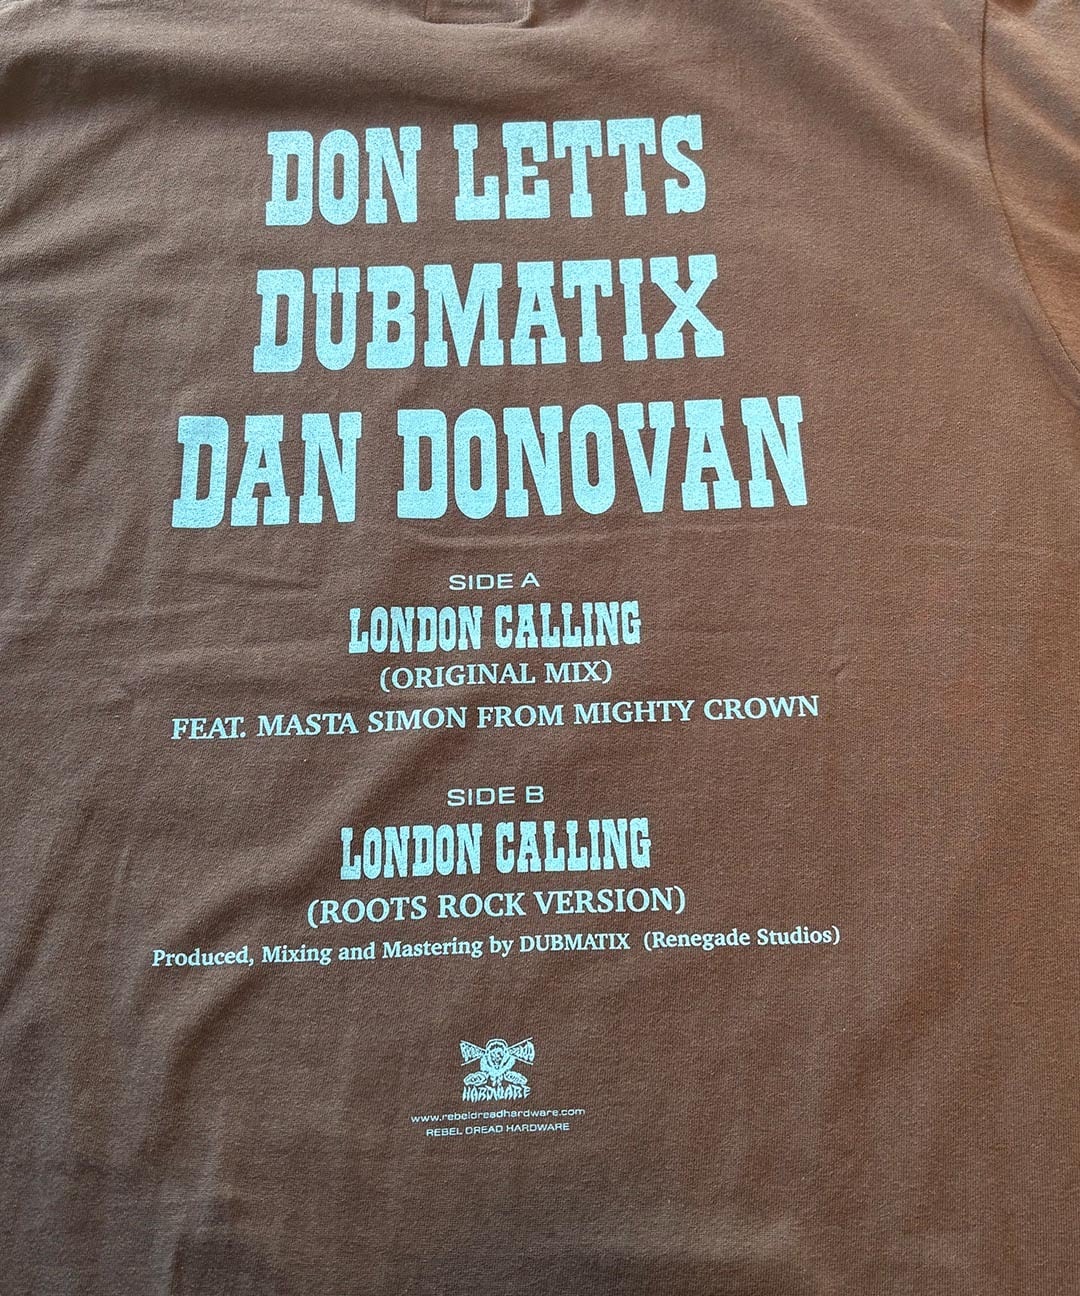 DON LETTS
DUBMATIX
DAN DONOVAN
SIDE A
LONDON CALLING
(ORIGINAL MIX)
FEAT. MASTA SIMON FROM MIGHTY CROWN
SIDE B
LONDON CALLING
(ROOTS ROCK VERSION)
Produced, Mixing and Mastering by DUBMATIX (Renegade Studios)
HARDWARE
www.rebeldreadhardware.com
REBEL DREAD HARDWARE